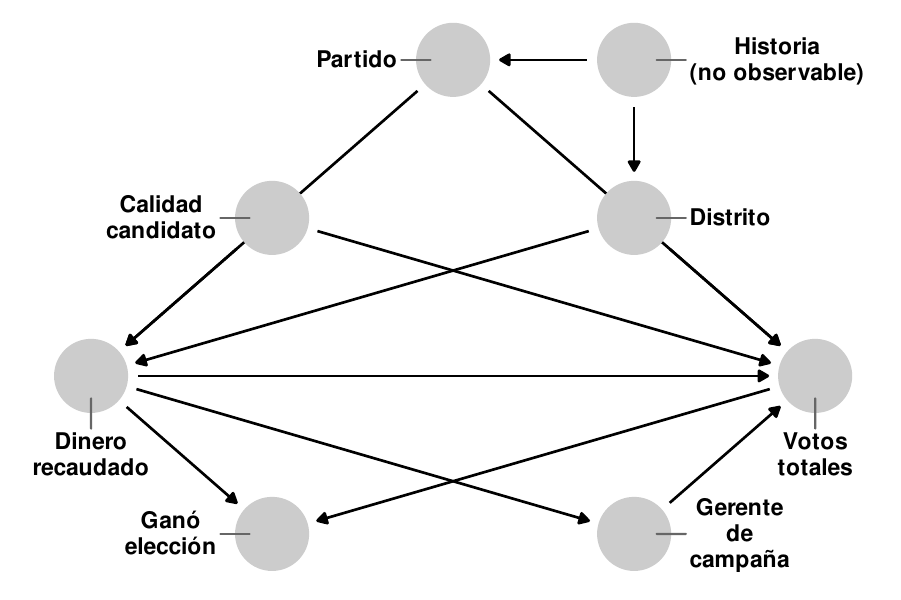 Partido
Historia
(no observable)
Calidad
candidato
Distrito
Dinero
recaudado
Votos
totales
Ganó
elección
Gerente
de
campaña